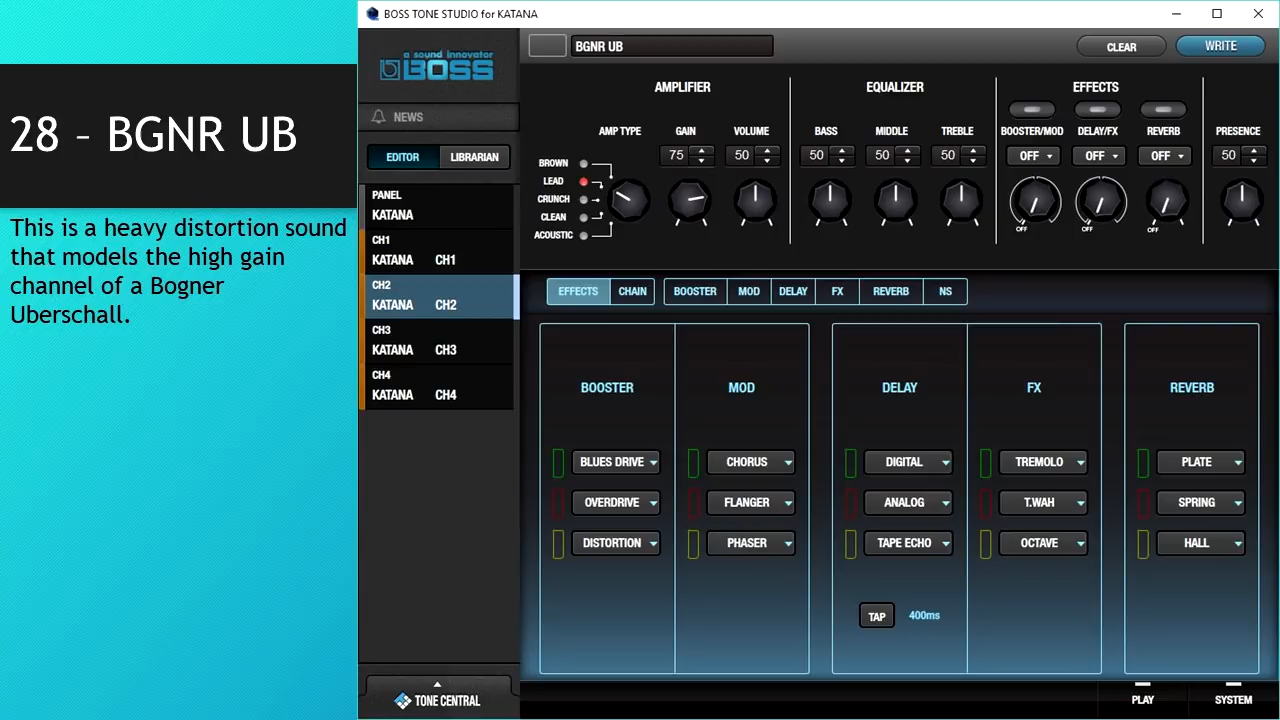 28 – BGNR UB
This is a heavy distortion sound
that models the high gain
channel of a Bogner
Uberschall.
BOSS TONE STUDIO for KATANA
a sound innovator
BOSS
NEWS
EDITOR LIBRARIAN
PANEL
KATANA
CH1
KATANA CH1
CH2
KATANA CH2
CH3
KATANA CH3
CH4
KATANA CH4
TONE CENTRAL
BGNR UB
CLEAR WRITE
AMPLIFIER EQUALIZER EFFECTS
AMP TYPE GAIN VOLUME BASS MIDDLE TREBLE BOOSTER/MOD DELAY/FX REVERB PRESENCE
75 50 50 50 50 OFF OFF OFF 50
BROWN
LEAD
CRUNCH
CLEAN
ACOUSTIC
OFF OFF OFF
EFFECTS CHAIN BOOSTER MOD DELAY FX REVERB NS
BOOSTER MOD DELAY FX REVERB
BLUES DRIVE CHORUS DIGITAL TREMOLO PLATE
OVERDRIVE FLANGER ANALOG T.WAH SPRING
DISTORTION PHASER TAPE ECHO OCTAVE HALL
TAP 400ms
PLAY SYSTEM